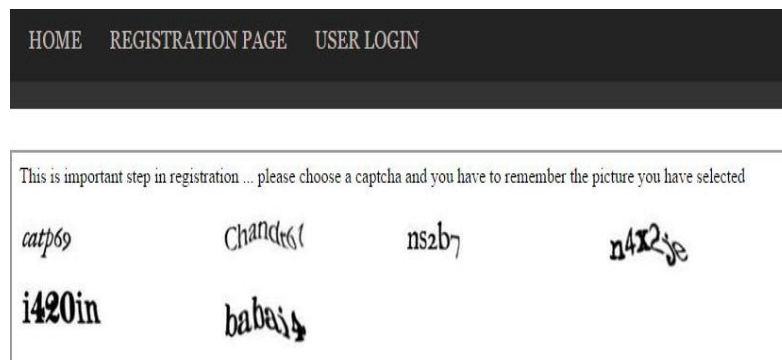 HOME REGISTRATION PAGE USER LOGIN
This is important step in registration ... please choose a captcha and you have to remember the picture you have selected
catp69 ns2b7 n4x2je
i420in babai4